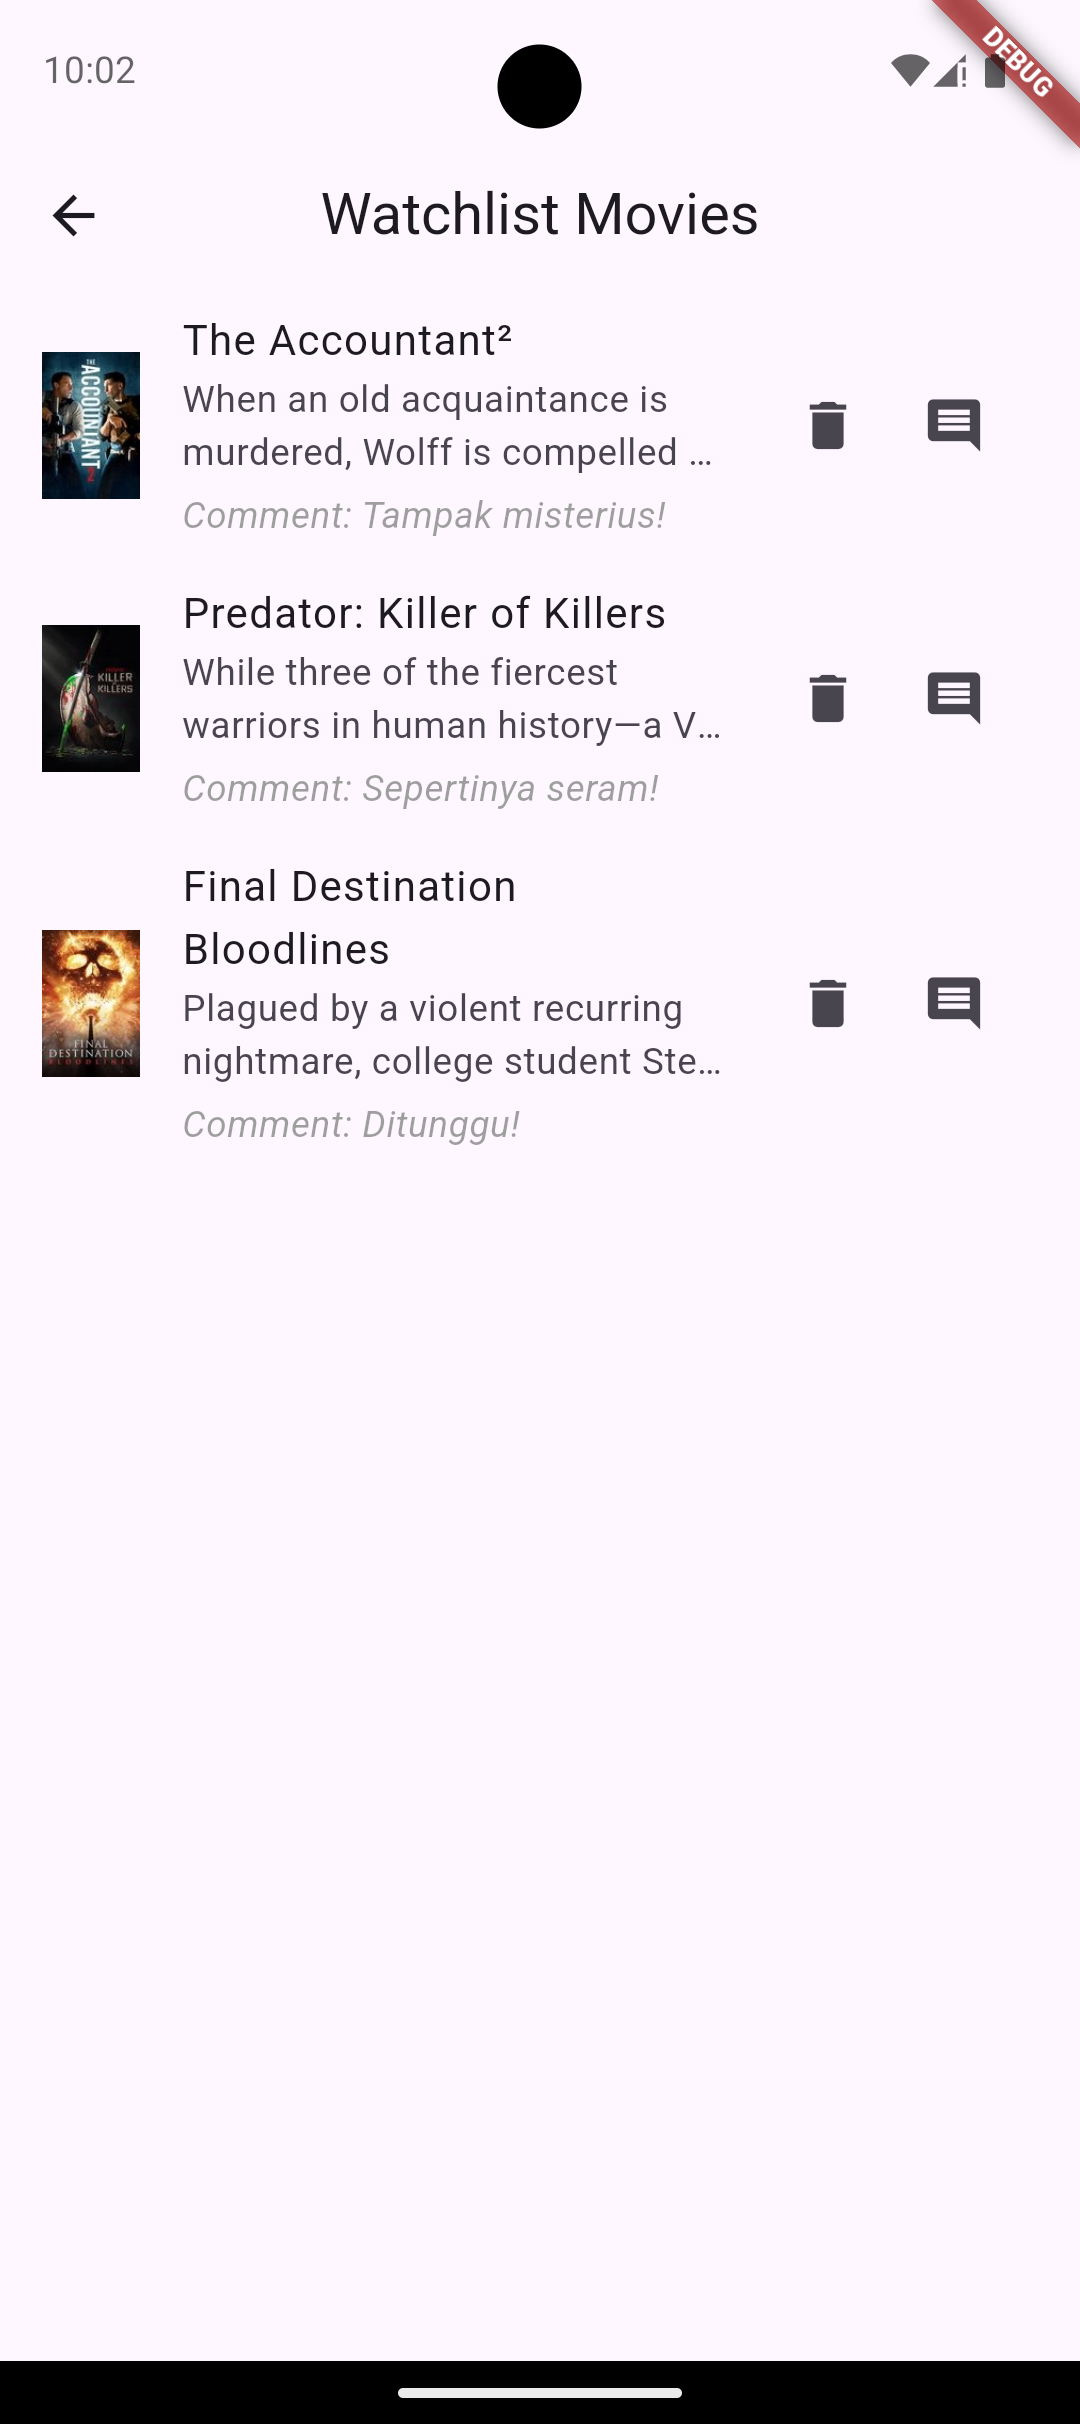 10:02
DEBUG
Watchlist Movies
The Accountant²
When an old acquaintance is
murdered, Wolff is compelled …
Comment: Tampak misterius!
THE
ACCOUNTANT
2
Predator: Killer of Killers
While three of the fiercest
warriors in human history—a V…
Comment: Sepertinya seram!
KILLER
OF
KILLERS
Final Destination
Bloodlines
Plagued by a violent recurring
nightmare, college student Ste…
Comment: Ditunggu!
FINAL
DESTINATION
BLOODLINES